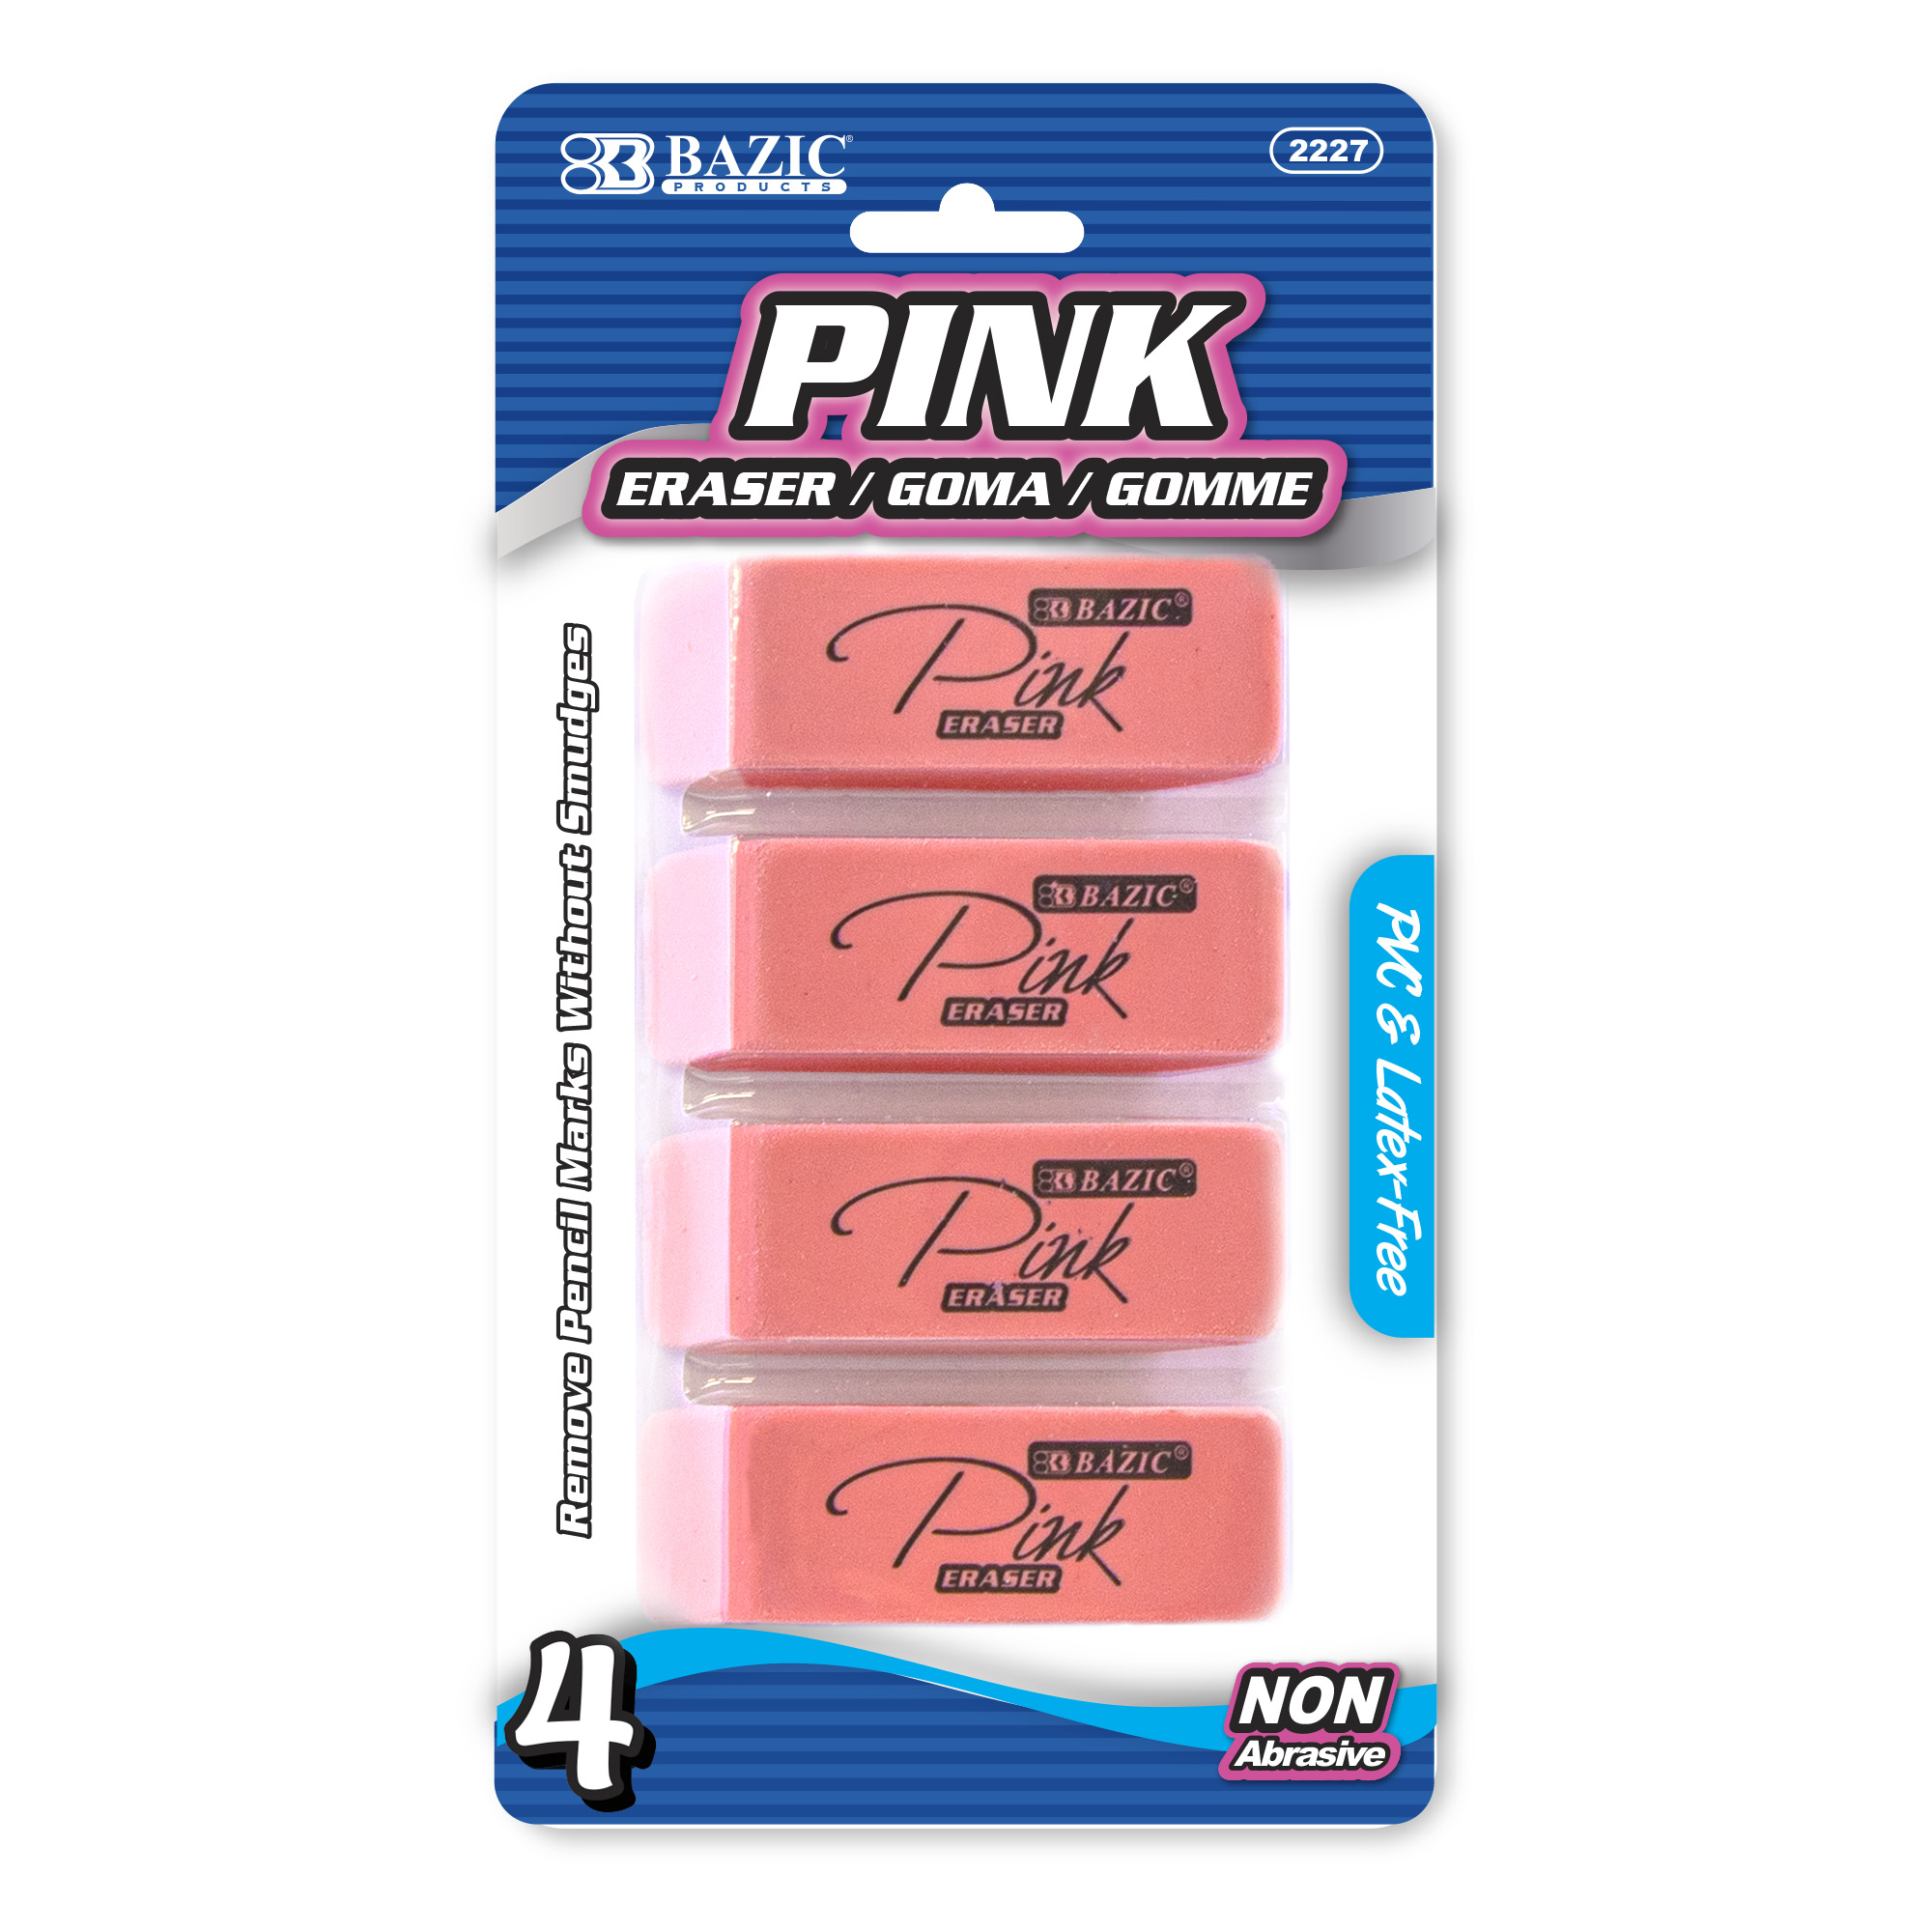 BAZIC®
PRODUCTS
2227
PINK
ERASER / GOMA / GOMME
Remove Pencil Marks Without Smudges
BAZIC®
Pink
ERASER
BAZIC®
Pink
ERASER
BAZIC®
Pink
ERASER
BAZIC®
Pink
ERASER
PVC & Latex-Free
4
NON
Abrasive